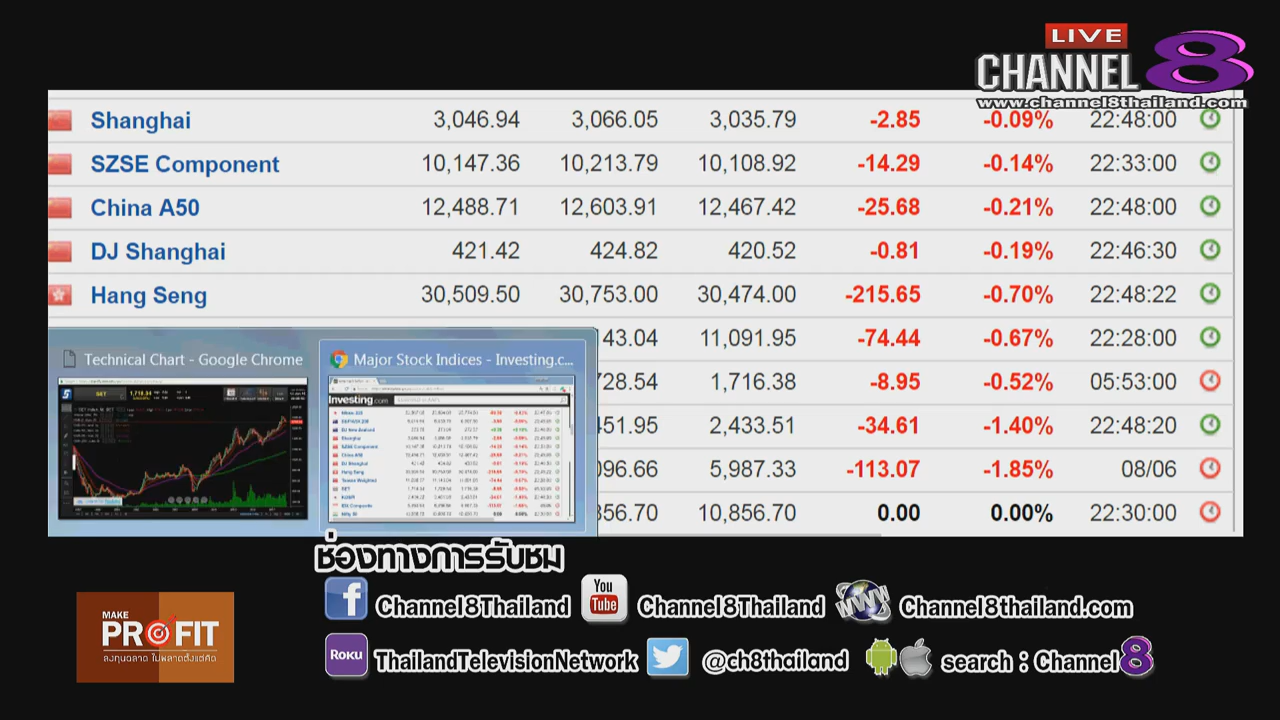 LIVE
CHANNEL 8
www.channel8thailand.com
Shanghai 3,046.94 3,066.05 3,035.79 -2.85 -0.09% 22:48:00
SZSE Component 10,147.36 10,213.79 10,108.92 -14.29 -0.14% 22:33:00
China A50 12,488.71 12,603.91 12,467.42 -25.68 -0.21% 22:48:00
DJ Shanghai 421.42 424.82 420.52 -0.81 -0.19% 22:46:30
Hang Seng 30,509.50 30,753.00 30,474.00 -215.65 -0.70% 22:48:22
43.04 11,091.95 -74.44 -0.67% 22:28:00
728.54 1,716.38 -8.95 -0.52% 05:53:00
451.95 2,433.51 -34.61 -1.40% 22:48:20
096.66 5,987.33 -113.07 -1.85% 08/06
856.70 10,856.70 0.00 0.00% 22:30:00
Technical Chart - Google Chrome
Major Stock Indices - Investing.c...
Investing.com
ช่องทางการรับชม
f Channel8Thailand You Tube Channel8Thailand WWW Channel8thailand.com
ROKU ThailandTelevisionNetwork @ch8thailand search : Channel8
MAKE
PROFIT
ลงทุนฉลาด ไม่พลาดตั้งแต่คิด